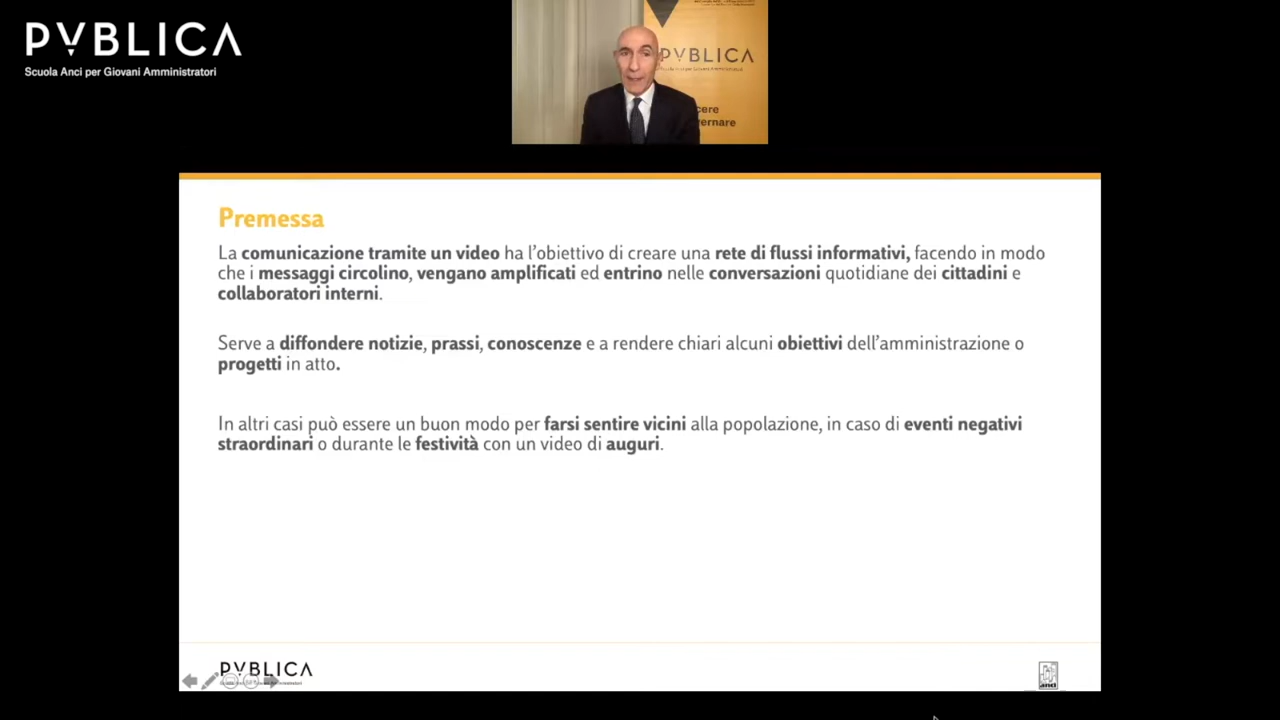 PVBLICA
Scuola Anci per Giovani Amministratori
PVBLICA
cere
ernare
Premessa
La comunicazione tramite un video ha l’obiettivo di creare una rete di flussi informativi, facendo in modo
che i messaggi circolino, vengano amplificati ed entrino nelle conversazioni quotidiane dei cittadini e
collaboratori interni.
Serve a diffondere notizie, prassi, conoscenze e a rendere chiari alcuni obiettivi dell’amministrazione o
progetti in atto.
In altri casi può essere un buon modo per farsi sentire vicini alla popolazione, in caso di eventi negativi
straordinari o durante le festività con un video di auguri.
PVBLICA
anci